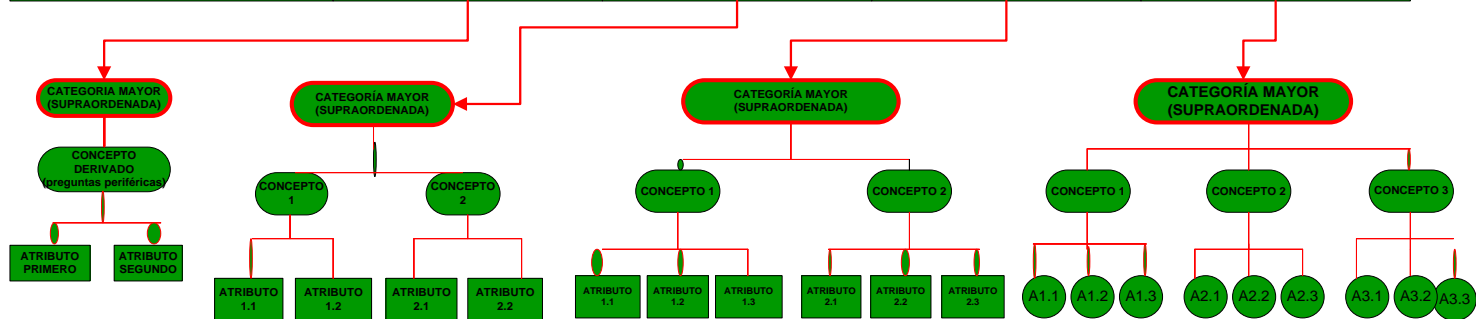 CATEGORIA MAYOR
(SUPRAORDENADA)
CONCEPTO
DERIVADO
(preguntas periféricas)
ATRIBUTO
PRIMERO
ATRIBUTO
SEGUNDO
CATEGORÍA MAYOR
(SUPRAORDENADA)
CONCEPTO
1
CONCEPTO
2
ATRIBUTO
1.1
ATRIBUTO
1.2
ATRIBUTO
2.1
ATRIBUTO
2.2
CATEGORÍA MAYOR
(SUPRAORDENADA)
CONCEPTO 1
CONCEPTO 2
ATRIBUTO
1.1
ATRIBUTO
1.2
ATRIBUTO
1.3
ATRIBUTO
2.1
ATRIBUTO
2.2
ATRIBUTO
2.3
CATEGORÍA MAYOR
(SUPRAORDENADA)
CONCEPTO 1
CONCEPTO 2
CONCEPTO 3
A1.1
A1.2
A1.3
A2.1
A2.2
A2.3
A3.1
A3.2
A3.3